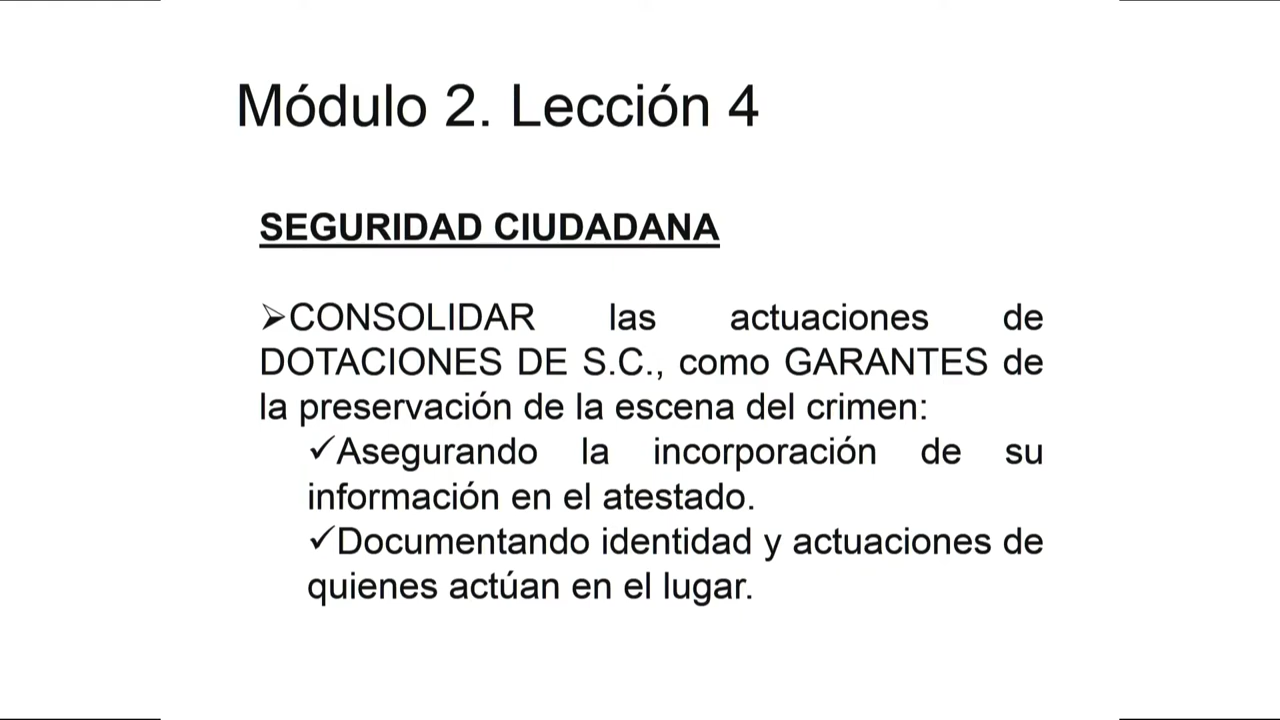 Módulo 2. Lección 4
SEGURIDAD CIUDADANA
➢CONSOLIDAR las actuaciones de
DOTACIONES DE S.C., como GARANTES de
la preservación de la escena del crimen:
✓Asegurando la incorporación de su
información en el atestado.
✓Documentando identidad y actuaciones de
quienes actúan en el lugar.